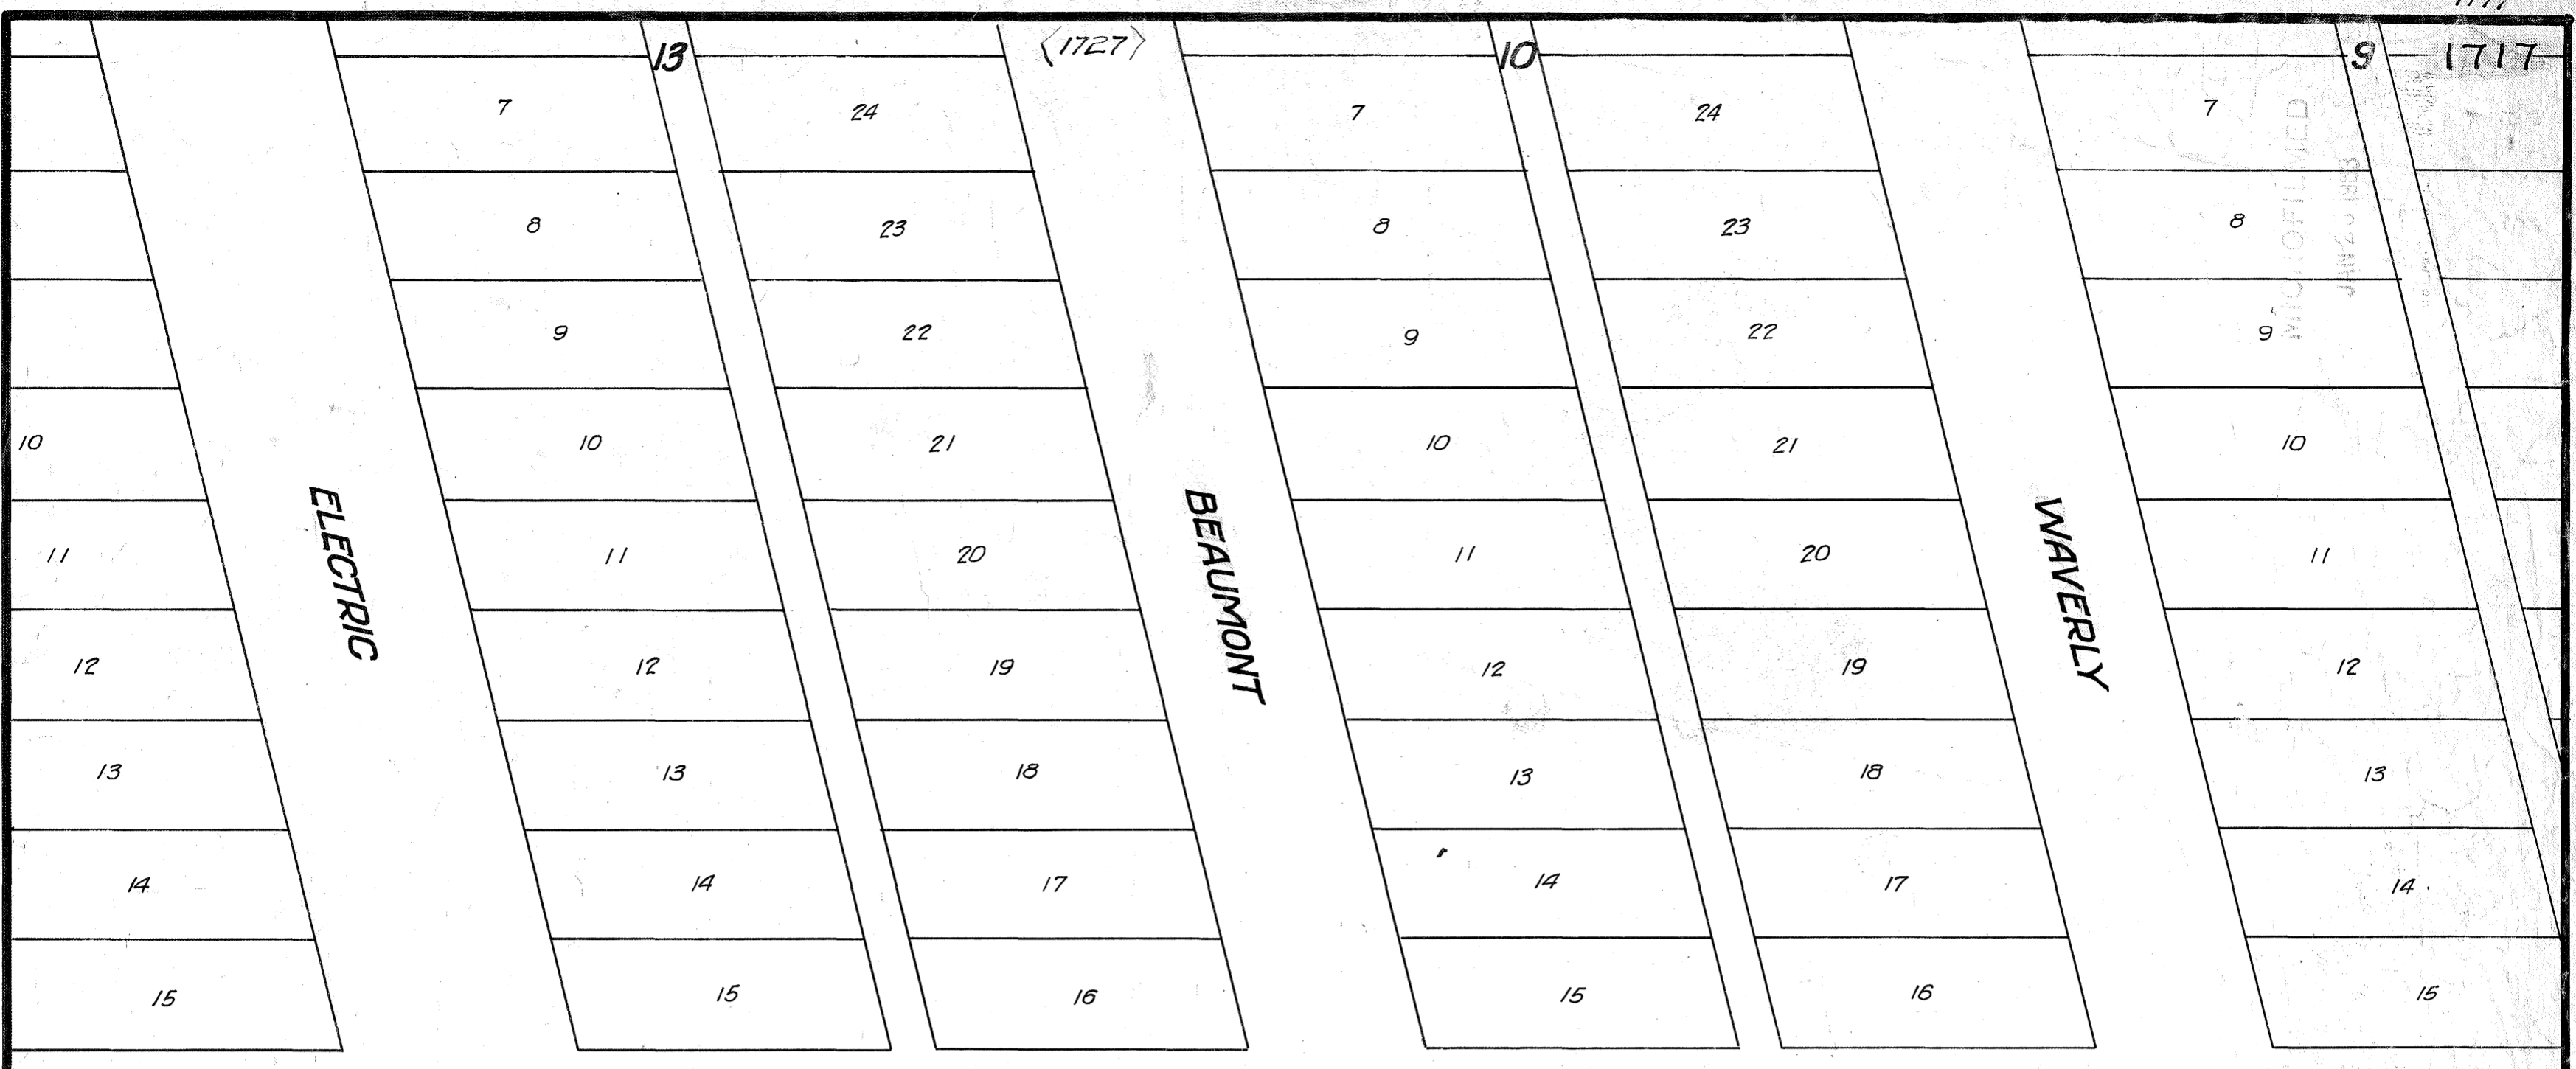 13 <1727> 10 9 1717
7 24 7 24 7
8 23 8 23 8
9 22 9 22 9
10 10 21 10 21 10
11 11 20 11 20 11
ELECTRIC BEAUMONT WAVERLY
12 12 19 12 19 12
13 13 18 13 18 13
14 14 17 14 17 14
15 15 16 15 16 15
MICROFILMED